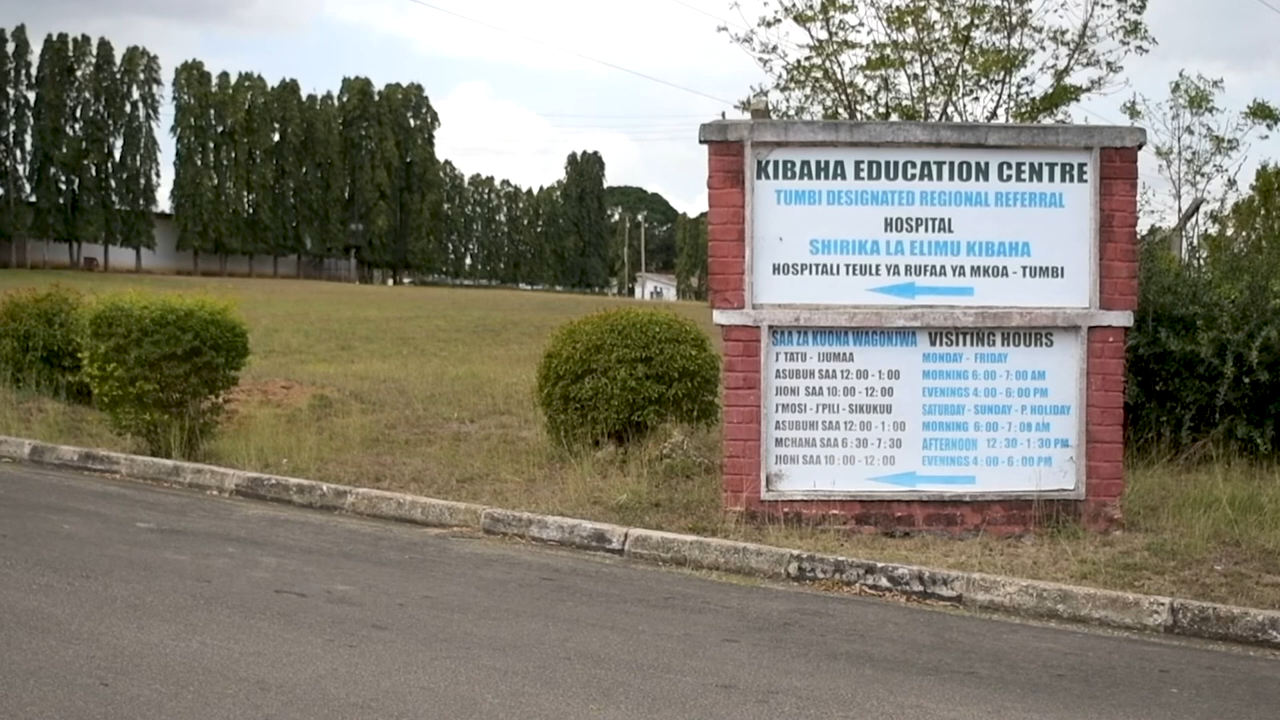 KIBAHA EDUCATION CENTRE
TUMBI DESIGNATED REGIONAL REFERRAL
HOSPITAL
SHIRIKA LA ELIMU KIBAHA
HOSPITALI TEULE YA RUFAA YA MKOA - TUMBI
SAA ZA KUONA WAGONJWA
J'TATU - IJUMAA
ASUBUH SAA 12:00 - 1:00
JIONI SAA 10:00 - 12:00
J'MOSI - J'PILI - SIKUKUU
ASUBUHI SAA 12:00 - 1:00
MCHANA SAA 6:30 - 7:30
JIONI SAA 10:00 - 12:00
VISITING HOURS
MONDAY - FRIDAY
MORNING 6:00 - 7:00 AM
EVENINGS 4:00 - 6:00 PM
SATURDAY - SUNDAY - P. HOLIDAY
MORNING 6:00 - 7:00 AM
AFTERNOON 12:30 - 1:30 PM
EVENINGS 4:00 - 6:00 PM